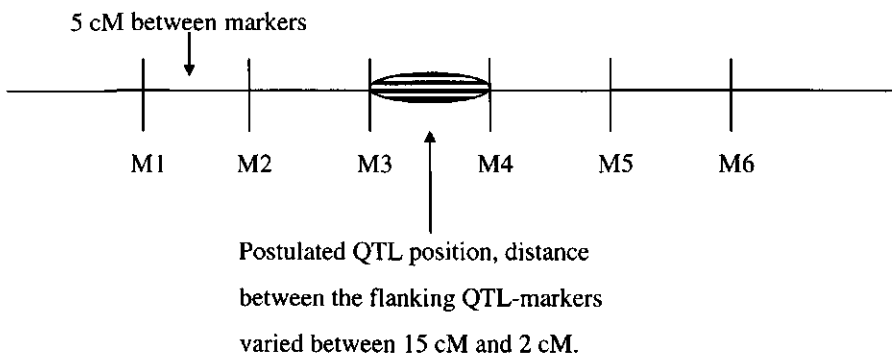 5 cM between markers
M1 M2 M3 M4 M5 M6
Postulated QTL position, distance
between the flanking QTL-markers
varied between 15 cM and 2 cM.